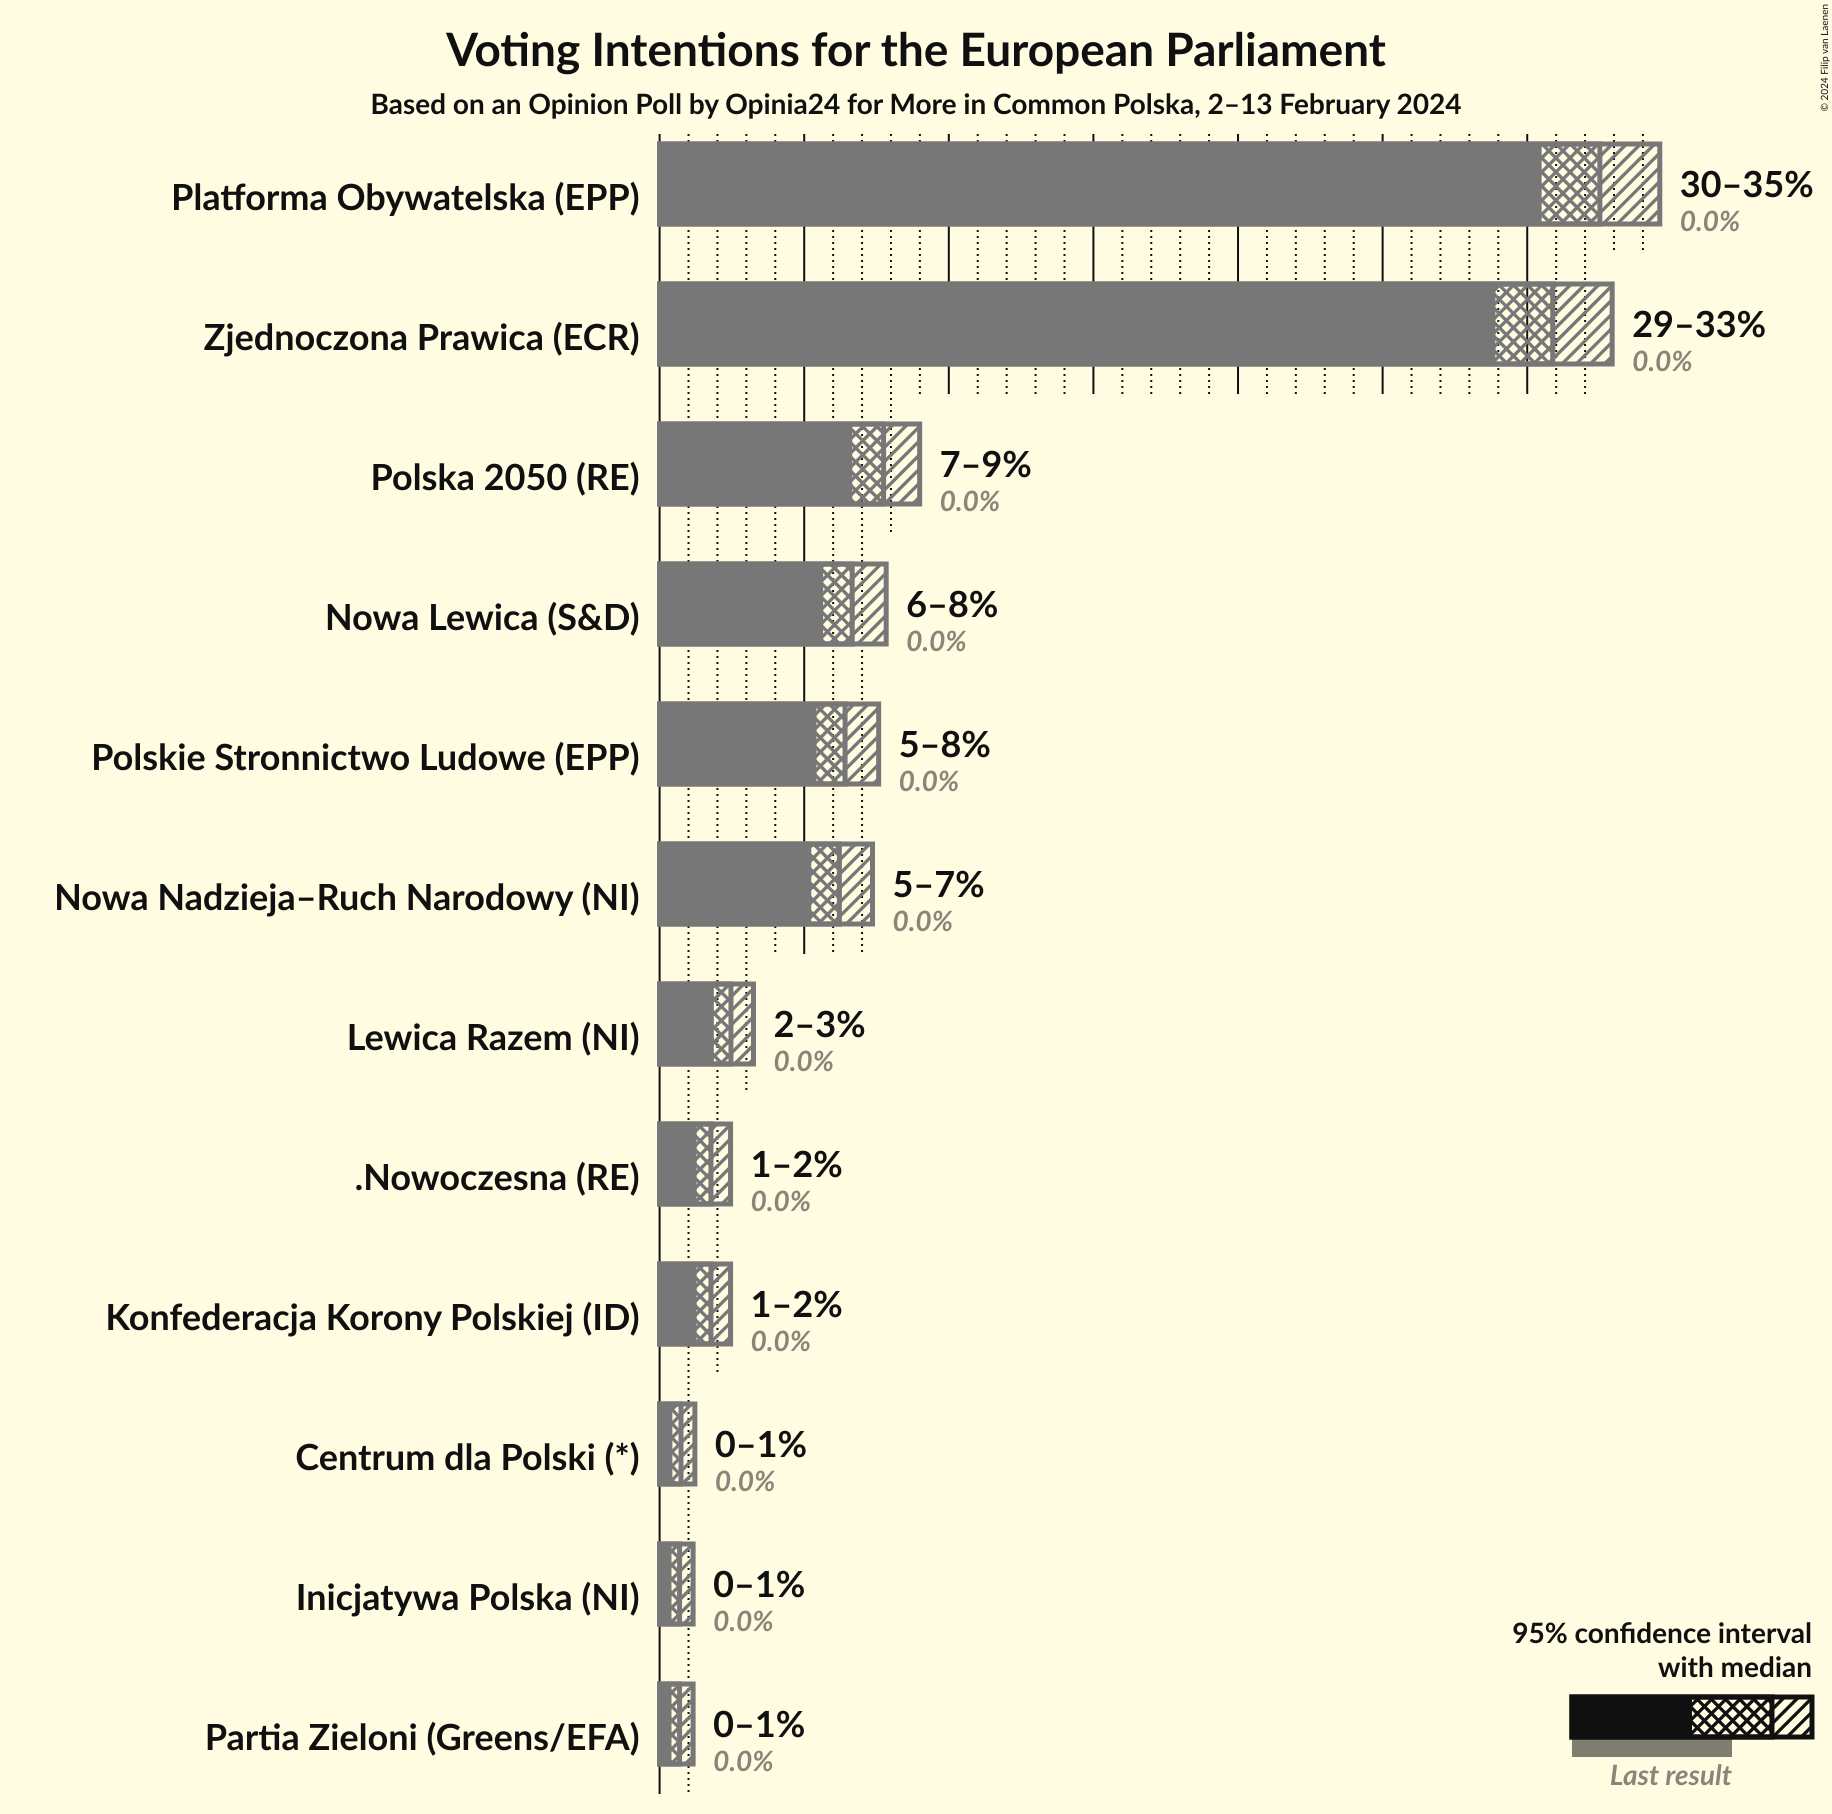 Voting Intentions for the European Parliament
Based on an Opinion Poll by Opinia24 for More in Common Polska, 2–13 February 2024
© 2024 Filip van Laenen
Platforma Obywatelska (EPP)
30–35%
0.0%
Zjednoczona Prawica (ECR)
29–33%
0.0%
Polska 2050 (RE)
7–9%
0.0%
Nowa Lewica (S&D)
6–8%
0.0%
Polskie Stronnictwo Ludowe (EPP)
5–8%
0.0%
Nowa Nadzieja–Ruch Narodowy (NI)
5–7%
0.0%
Lewica Razem (NI)
2–3%
0.0%
.Nowoczesna (RE)
1–2%
0.0%
Konfederacja Korony Polskiej (ID)
1–2%
0.0%
Centrum dla Polski (*)
0–1%
0.0%
Inicjatywa Polska (NI)
0–1%
0.0%
Partia Zieloni (Greens/EFA)
0–1%
0.0%
95% confidence interval
with median
Last result